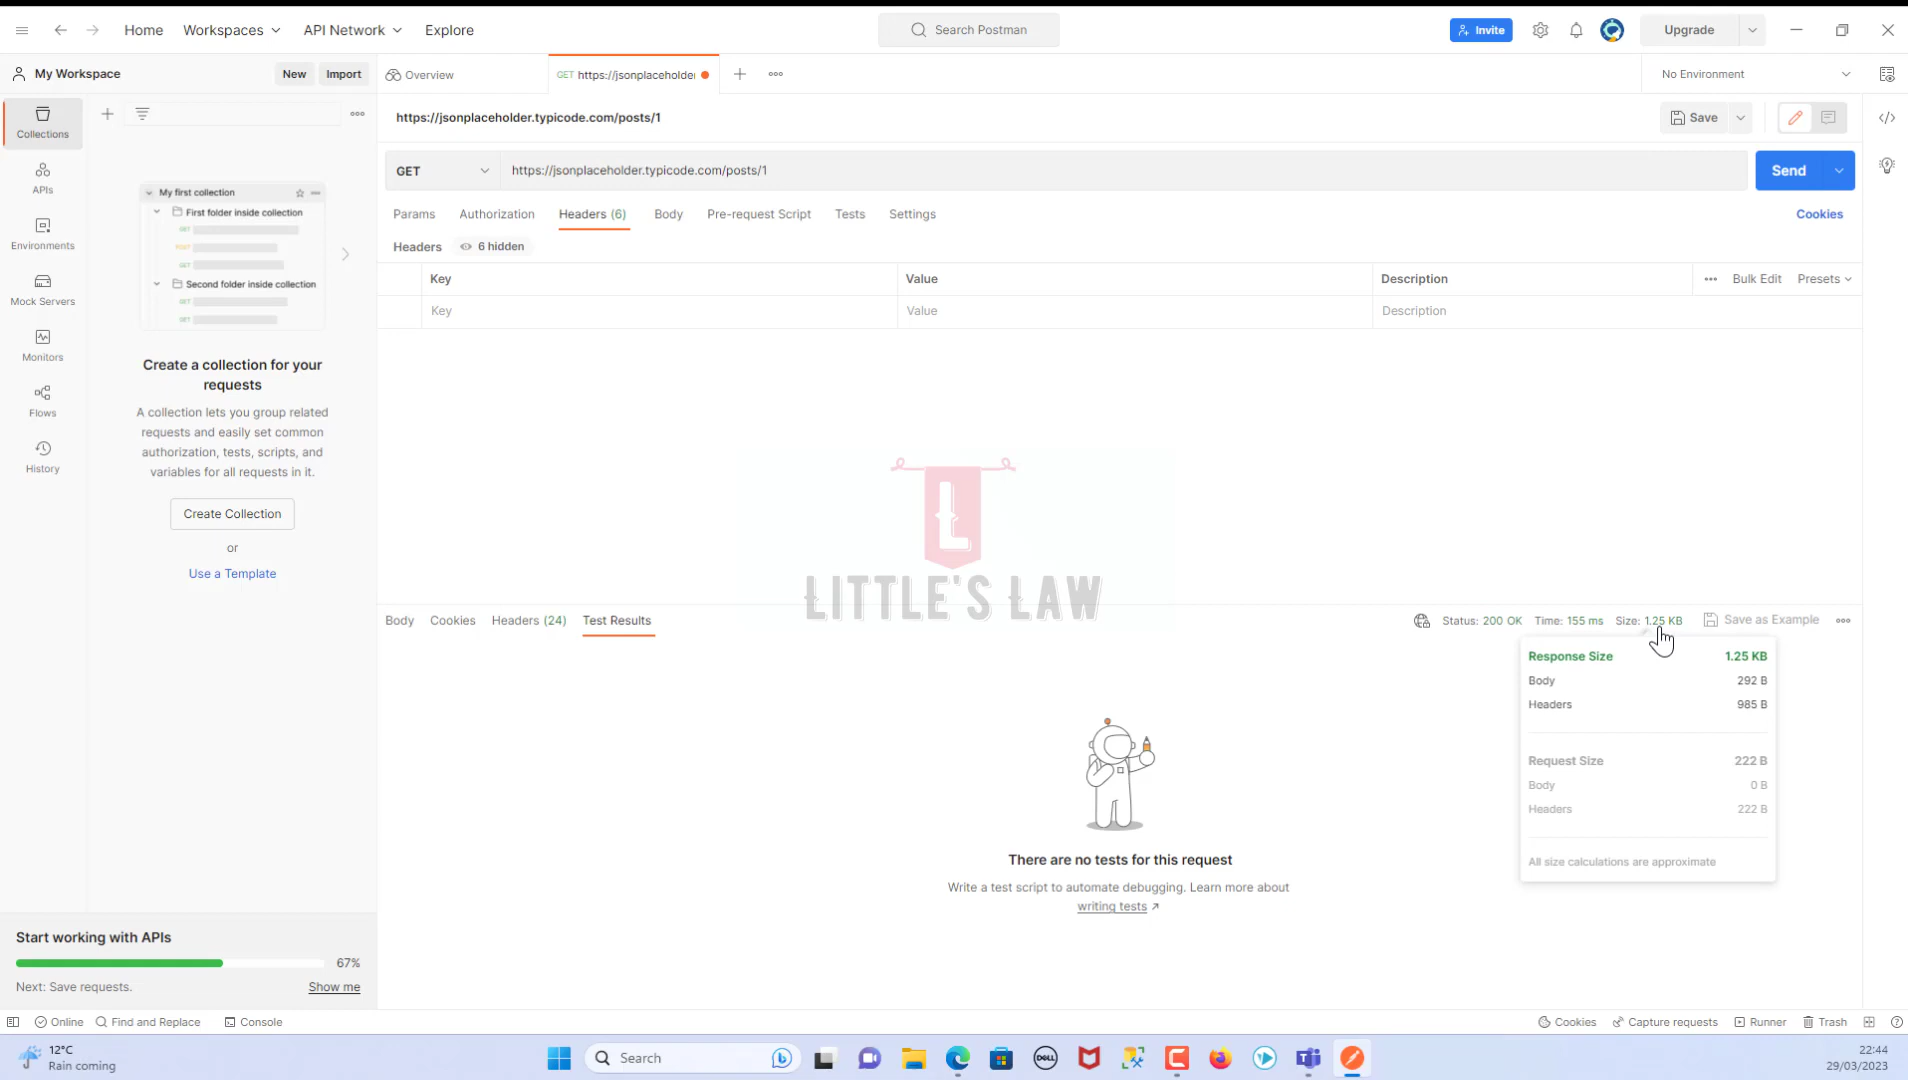 Home
Workspaces
API Network
Explore
Search Postman
Invite
Upgrade
My Workspace
New
Import
Overview
GET https://jsonplaceholder
No Environment
Collections
APIs
Environments
Mock Servers
Monitors
Flows
History
My first collection
First folder inside collection
GET
POST
GET
Second folder inside collection
GET
GET
Create a collection for your
requests
A collection lets you group related
requests and easily set common
authorization, tests, scripts, and
variables for all requests in it.
Create Collection
or
Use a Template
https://jsonplaceholder.typicode.com/posts/1
Save
GET
https://jsonplaceholder.typicode.com/posts/1
Send
Params
Authorization
Headers (6)
Body
Pre-request Script
Tests
Settings
Cookies
Headers
6 hidden
Key
Value
Description
Bulk Edit
Presets
Key
Value
Description
L
LITTLE'S LAW
Body
Cookies
Headers (24)
Test Results
Status: 200 OK
Time: 155 ms
Size: 1.25 KB
Save as Example
Response Size 1.25 KB
Body 292 B
Headers 985 B
Request Size 222 B
Body 0 B
Headers 222 B
All size calculations are approximate
There are no tests for this request
Write a test script to automate debugging. Learn more about
writing tests
Start working with APIs
67%
Next: Save requests.
Show me
Online
Find and Replace
Console
Cookies
Capture requests
Runner
Trash
12°C
Rain coming
Search
DELL
22:44
29/03/2023